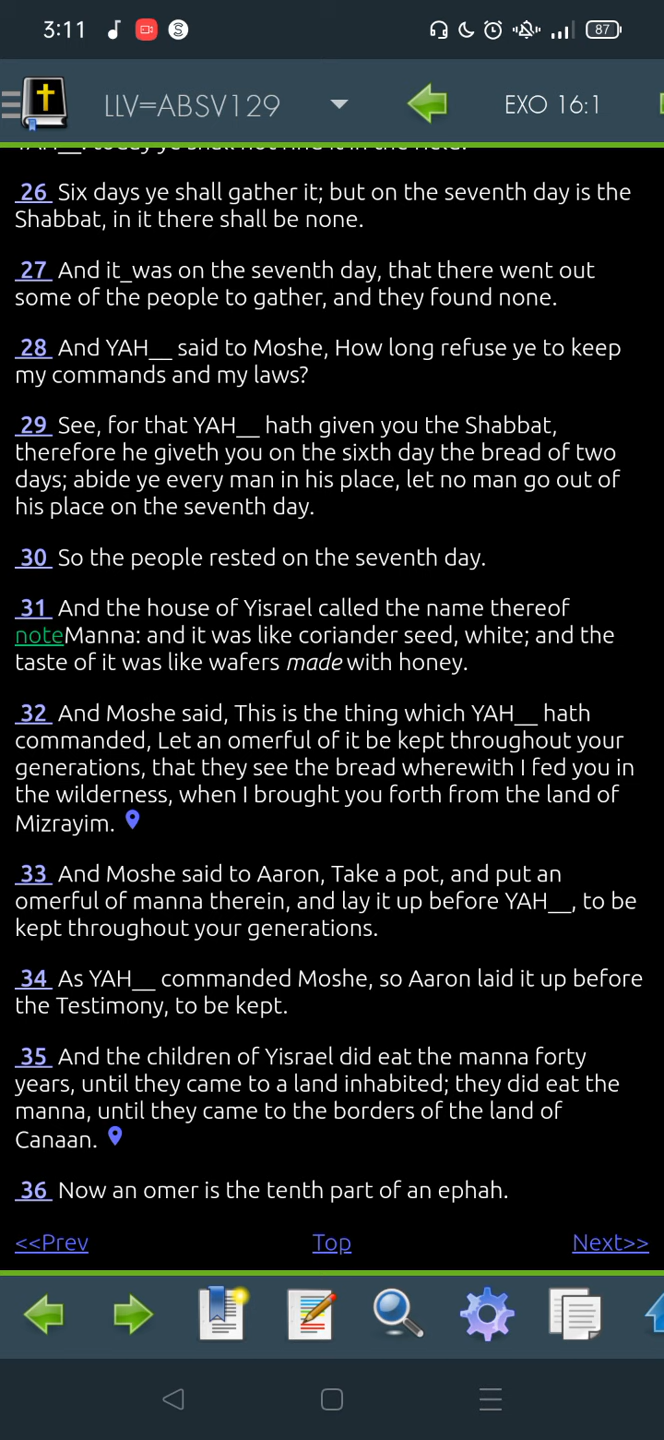 3:11
87
LLV=ABSV129
EXO 16:1
26 Six days ye shall gather it; but on the seventh day is the
Shabbat, in it there shall be none.
27 And it_was on the seventh day, that there went out
some of the people to gather, and they found none.
28 And YAH__ said to Moshe, How long refuse ye to keep
my commands and my laws?
29 See, for that YAH__ hath given you the Shabbat,
therefore he giveth you on the sixth day the bread of two
days; abide ye every man in his place, let no man go out of
his place on the seventh day.
30 So the people rested on the seventh day.
31 And the house of Yisrael called the name thereof
noteManna: and it was like coriander seed, white; and the
taste of it was like wafers made with honey.
32 And Moshe said, This is the thing which YAH__ hath
commanded, Let an omerful of it be kept throughout your
generations, that they see the bread wherewith I fed you in
the wilderness, when I brought you forth from the land of
Mizrayim.
33 And Moshe said to Aaron, Take a pot, and put an
omerful of manna therein, and lay it up before YAH__, to be
kept throughout your generations.
34 As YAH__ commanded Moshe, so Aaron laid it up before
the Testimony, to be kept.
35 And the children of Yisrael did eat the manna forty
years, until they came to a land inhabited; they did eat the
manna, until they came to the borders of the land of
Canaan.
36 Now an omer is the tenth part of an ephah.
<<Prev
Top
Next>>